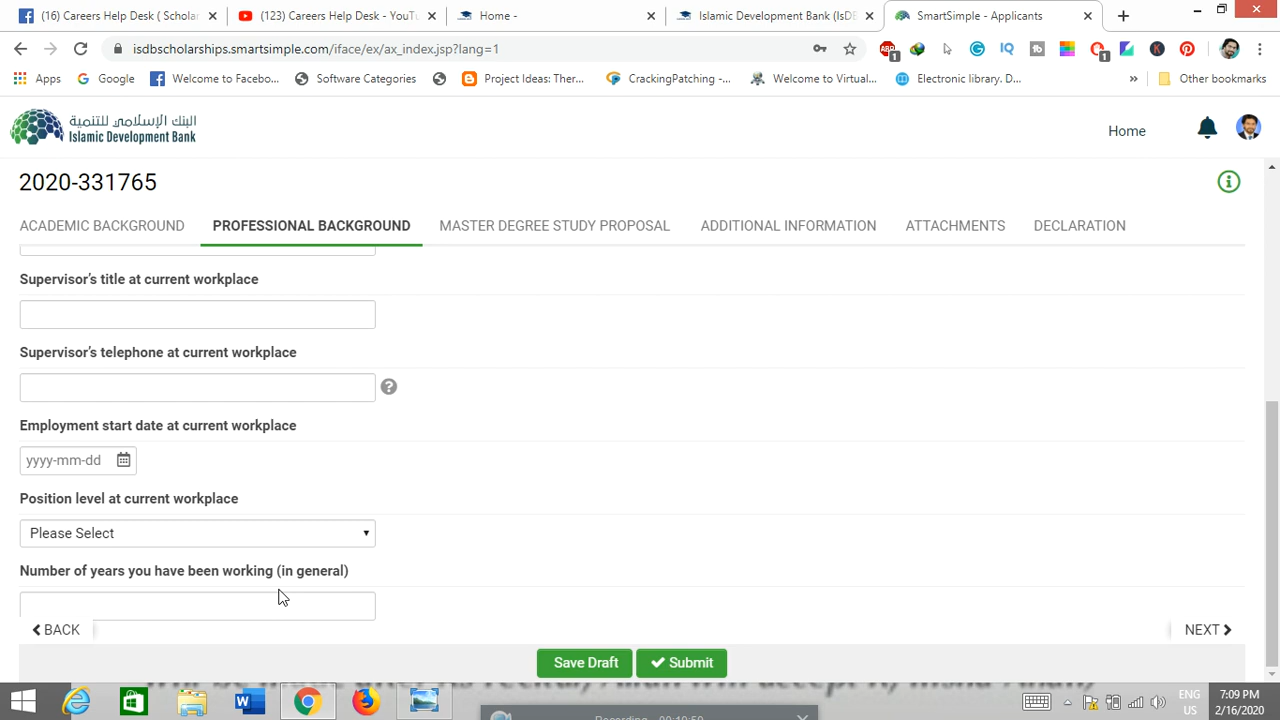 (16) Careers Help Desk ( Schola
(123) Careers Help Desk - YouTu
Home -
Islamic Development Bank (IsDB
SmartSimple - Applicants
isdbscholarships.smartsimple.com/iface/ex/ax_index.jsp?lang=1
Apps
Google
Welcome to Facebo...
Software Categories
Project Ideas: Ther...
CrackingPatching -...
Welcome to Virtual...
Electronic library. D...
» Other bookmarks
البنك الإسلامي للتنمية
Islamic Development Bank
Home
2020-331765
ACADEMIC BACKGROUND
PROFESSIONAL BACKGROUND
MASTER DEGREE STUDY PROPOSAL
ADDITIONAL INFORMATION
ATTACHMENTS
DECLARATION
Supervisor’s title at current workplace
Supervisor’s telephone at current workplace
Employment start date at current workplace
yyyy-mm-dd
Position level at current workplace
Please Select
Number of years you have been working (in general)
BACK
NEXT
Save Draft
Submit
ENG
US
7:09 PM
2/16/2020